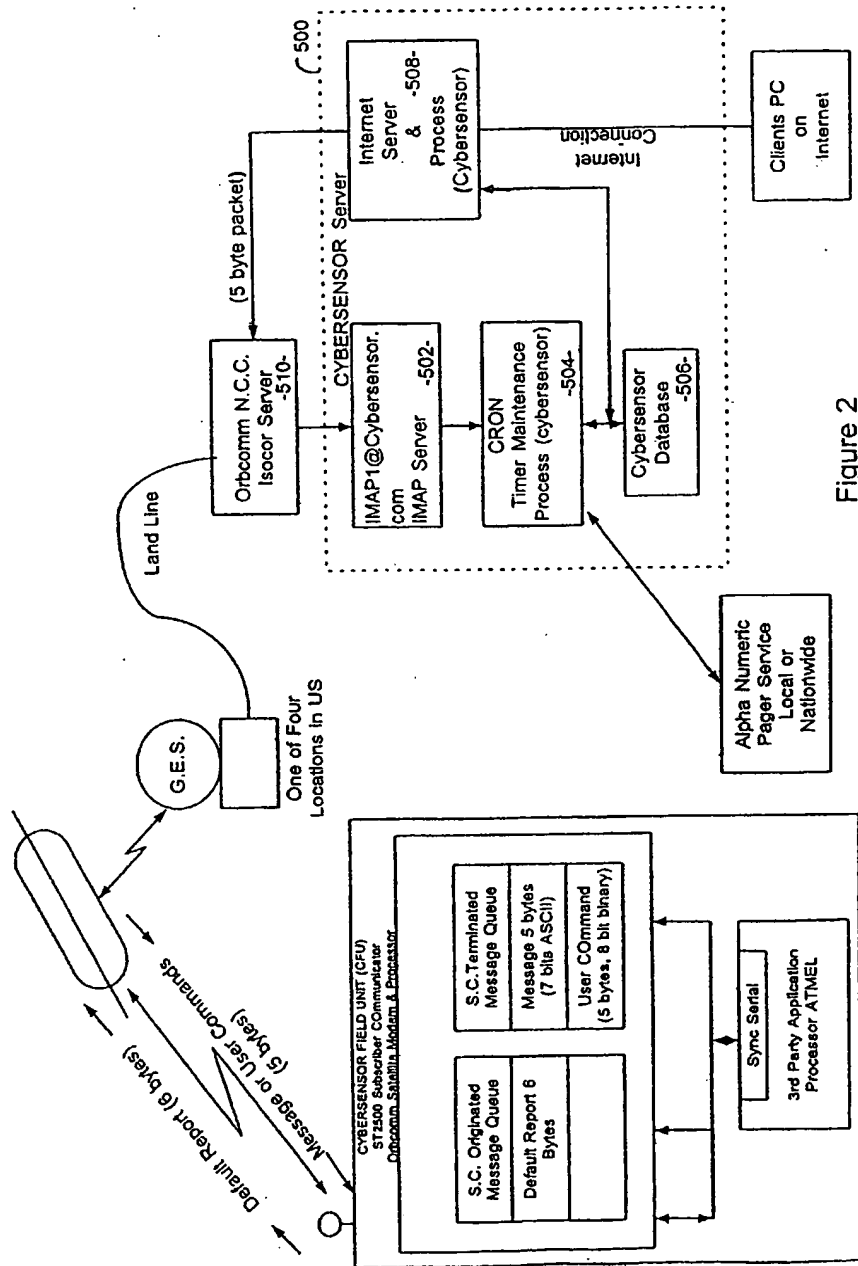 Default Report (6 bytes)
Message or User Commands
(5 bytes)
G.E.S.
One of Four
Locations in US
Land Line
Orbcomm N.C.C.
Isocor Server
-510-
(5 byte packet)
500
CYBERSENSOR Server
IMAP1@Cybersensor.
com
IMAP Server -502-
CRON
Timer Maintenance
Process (cybersensor)
-504-
Cybersensor
Database
-506-
Internet
Server
&
Process
(Cybersensor)
-508-
Internet
Connection
Clients PC
on
Internet
Alpha Numeric
Pager Service
Local or
Nationwide
CYBERSENSOR FIELD UNIT (CFU)
ST2500 Subscriber COmmunicator
Orbcomm Satellite Modem & Processor
S.C. Originated
Message Queue
Default Report 6
Bytes
S.C.Terminated
Message Queue
Message 5 bytes
(7 bits ASCII)
User COmmand
(5 bytes, 8 bit binary)
Sync Serial
3rd Party Application
Processor ATMEL
Figure 2